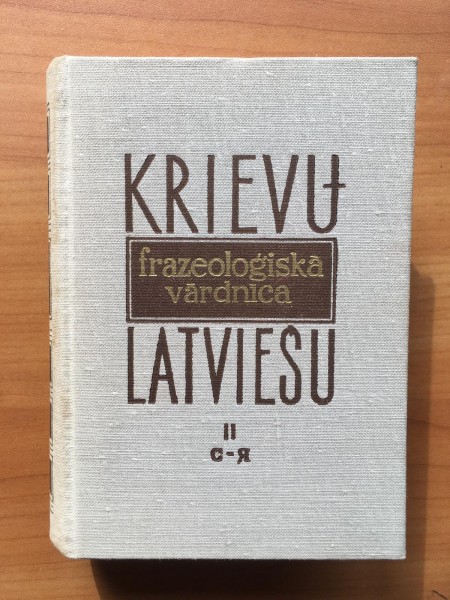 KRIEVU-
frazeoloģiskā
vārdnīca
LATVIEŠU
II
С-Я